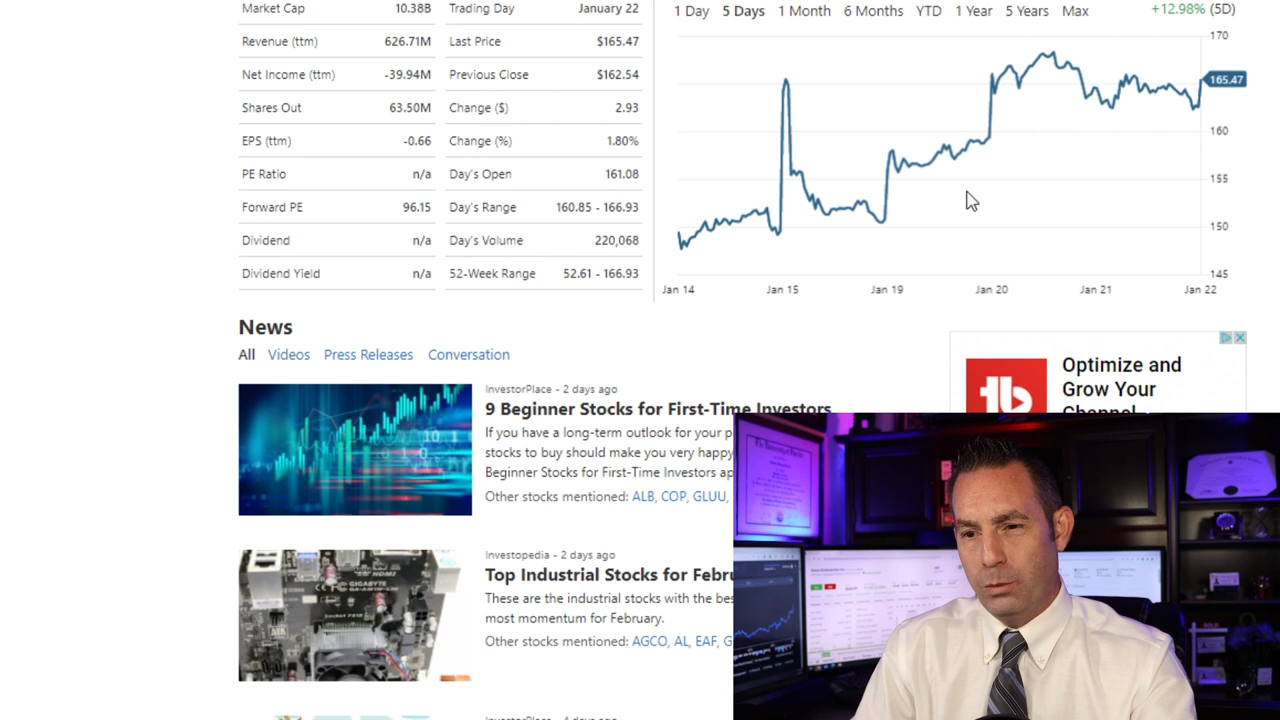 Market Cap 10.38B
Trading Day January 22
1 Day 5 Days 1 Month 6 Months YTD 1 Year 5 Years Max
+12.98% (5D)
Revenue (ttm) 626.71M
Last Price $165.47
Net Income (ttm) -39.94M
Previous Close $162.54
Shares Out 63.50M
Change ($) 2.93
EPS (ttm) -0.66
Change (%) 1.80%
PE Ratio n/a
Day's Open 161.08
Forward PE 96.15
Day's Range 160.85 - 166.93
Dividend n/a
Day's Volume 220,068
Dividend Yield n/a
52-Week Range 52.61 - 166.93
170
165.47
160
155
150
145
Jan 14 Jan 15 Jan 19 Jan 20 Jan 21 Jan 22
News
All Videos Press Releases Conversation
InvestorPlace - 2 days ago
9 Beginner Stocks for First-Time Investors
If you have a long-term outlook for your p
stocks to buy should make you very happy
Beginner Stocks for First-Time Investors ap
Other stocks mentioned: ALB, COP, GLUU,
Optimize and
Grow Your
Channel
Investopedia - 2 days ago
Top Industrial Stocks for Febru
These are the industrial stocks with the bes
most momentum for February.
Other stocks mentioned: AGCO, AL, EAF, G
GIGABYTE